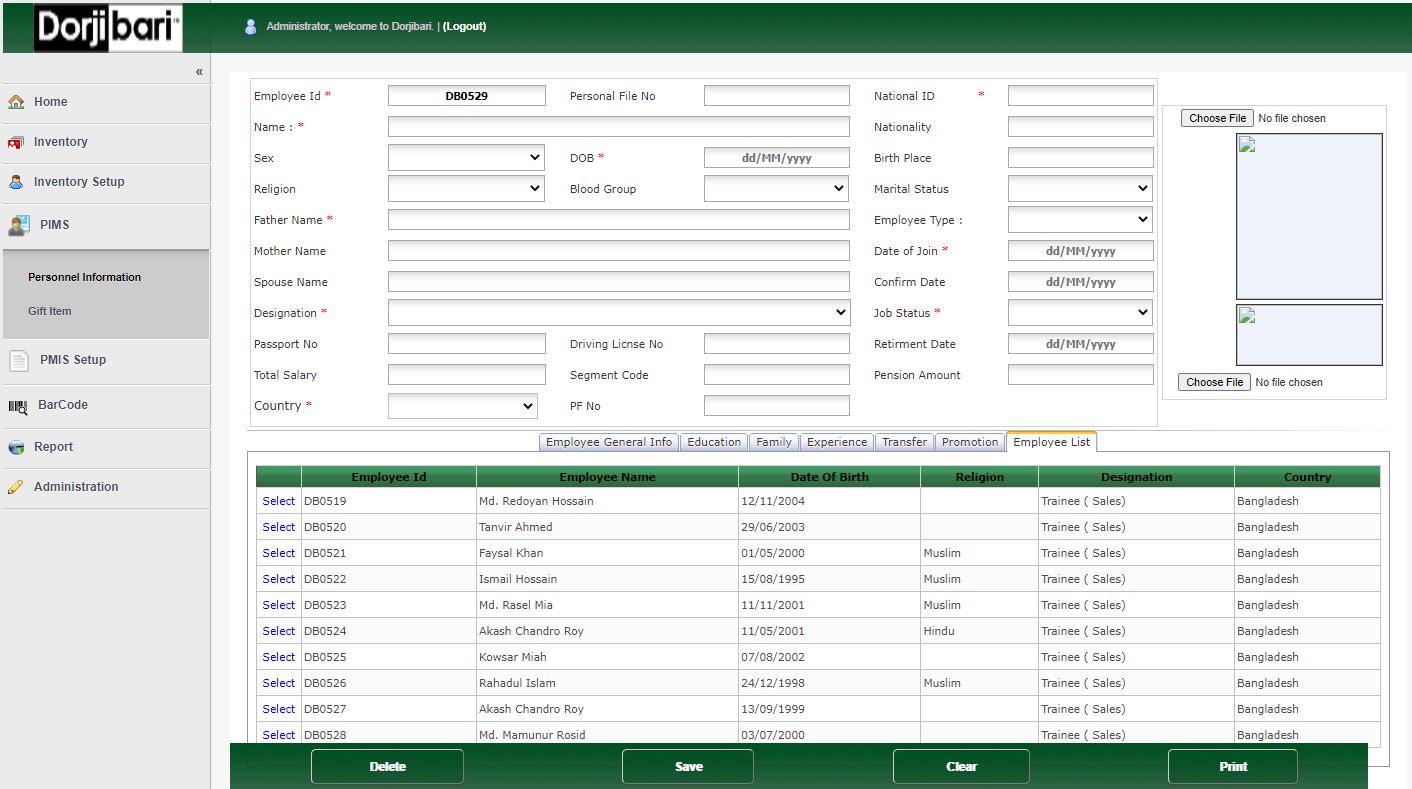 Dorjibari™
Administrator, welcome to Dorjibari. | (Logout)
«
Home
Inventory
Inventory Setup
PIMS
Personnel Information
Gift Item
PMIS Setup
BarCode
Report
Administration
Employee Id * DB0529 Personal File No National ID *
Name : * Nationality
Sex DOB * dd/MM/yyyy Birth Place
Religion Blood Group Marital Status
Father Name * Employee Type :
Mother Name Date of Join * dd/MM/yyyy
Spouse Name Confirm Date dd/MM/yyyy
Designation * Job Status *
Passport No Driving Licnse No Retirment Date dd/MM/yyyy
Total Salary Segment Code Pension Amount
Country * PF No
Choose File No file chosen
Choose File No file chosen
Employee General Info Education Family Experience Transfer Promotion Employee List
Employee Id Employee Name Date Of Birth Religion Designation Country
Select DB0519 Md. Redoyan Hossain 12/11/2004 Trainee ( Sales) Bangladesh
Select DB0520 Tanvir Ahmed 29/06/2003 Trainee ( Sales) Bangladesh
Select DB0521 Faysal Khan 01/05/2000 Muslim Trainee ( Sales) Bangladesh
Select DB0522 Ismail Hossain 15/08/1995 Muslim Trainee ( Sales) Bangladesh
Select DB0523 Md. Rasel Mia 11/11/2001 Muslim Trainee ( Sales) Bangladesh
Select DB0524 Akash Chandro Roy 11/05/2001 Hindu Trainee ( Sales) Bangladesh
Select DB0525 Kowsar Miah 07/08/2002 Trainee ( Sales) Bangladesh
Select DB0526 Rahadul Islam 24/12/1998 Muslim Trainee ( Sales) Bangladesh
Select DB0527 Akash Chandro Roy 13/09/1999 Trainee ( Sales) Bangladesh
Select DB0528 Md. Mamunur Rosid 03/07/2000 Trainee ( Sales) Bangladesh
Delete Save Clear Print